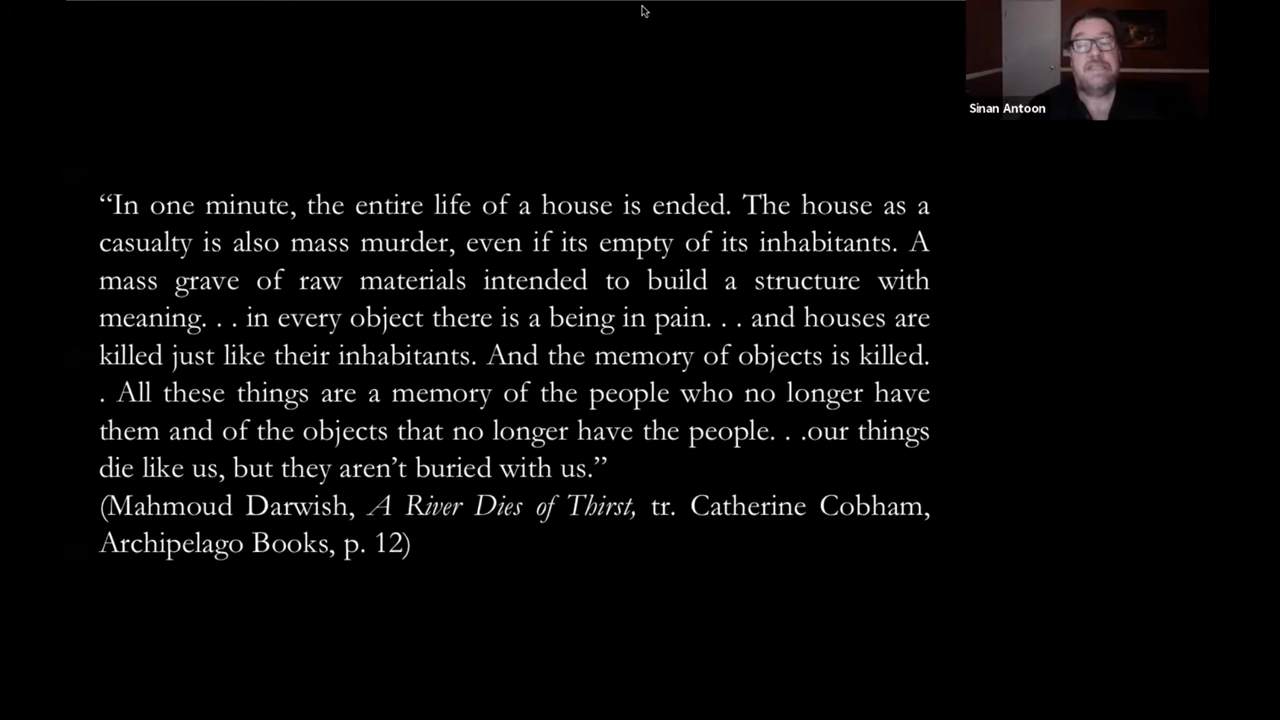 Sinan Antoon
“In one minute, the entire life of a house is ended. The house as a
casualty is also mass murder, even if its empty of its inhabitants. A
mass grave of raw materials intended to build a structure with
meaning. . . in every object there is a being in pain. . . and houses are
killed just like their inhabitants. And the memory of objects is killed.
. All these things are a memory of the people who no longer have
them and of the objects that no longer have the people. . .our things
die like us, but they aren’t buried with us.”
(Mahmoud Darwish, A River Dies of Thirst, tr. Catherine Cobham,
Archipelago Books, p. 12)